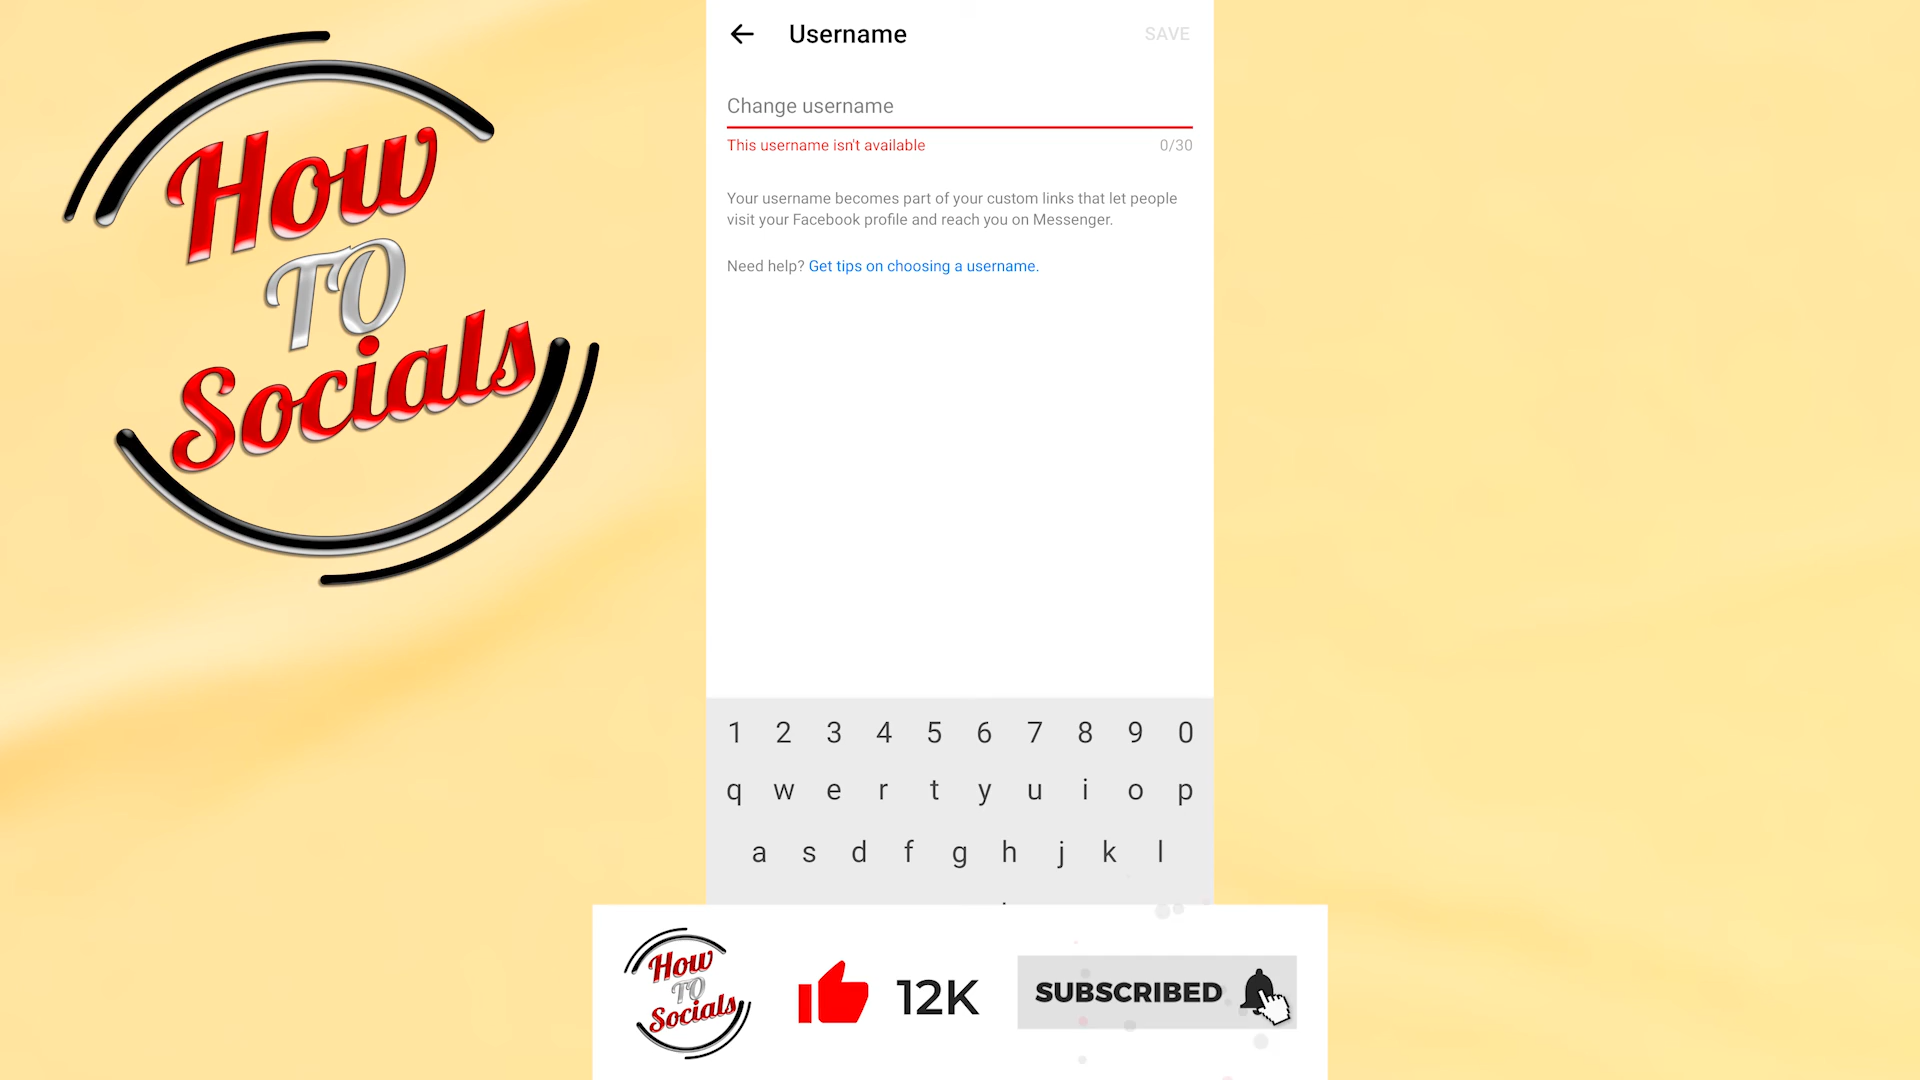 How
TO
Socials
Username
SAVE
Change username
This username isn't available
0/30
Your username becomes part of your custom links that let people
visit your Facebook profile and reach you on Messenger.
Need help? Get tips on choosing a username.
1 2 3 4 5 6 7 8 9 0
q w e r t y u i o p
a s d f g h j k l
How
TO
Socials
12K
SUBSCRIBED